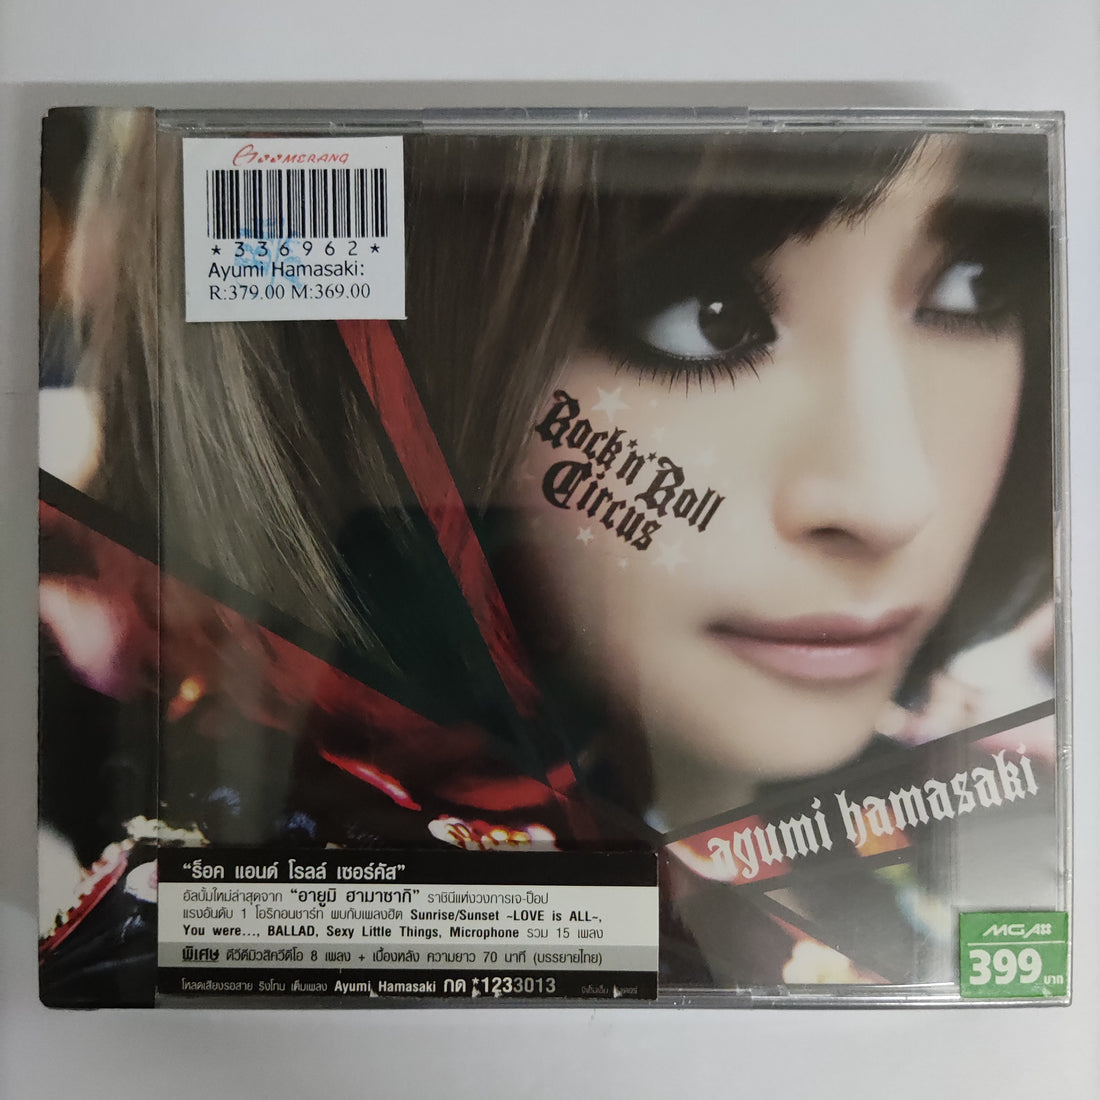 BOOMERANG
*336962*
Ayumi Hamasaki:
R:379.00 M:369.00
Rock'n'Roll
Circus
ayumi hamasaki
"ร็อค แอนด์ โรลล์ เซอร์คัส"
อัลบั้มใหม่ล่าสุดจาก "อายูมิ ฮามาซากิ" ราชินีแห่งวงการเจ-ป็อป
แรงอันดับ 1 โอริกอนชาร์ท พบกับเพลงฮิต Sunrise/Sunset ~LOVE is ALL~,
You were..., BALLAD, Sexy Little Things, Microphone รวม 15 เพลง
พิเศษ ดีวีดีมิวสิควีดีโอ 8 เพลง + เบื้องหลัง ความยาว 70 นาที (บรรยายไทย)
โหลดเสียงรอสาย ริงโทน เต็มเพลง Ayumi Hamasaki กด *1233013
MGA
399 บาท